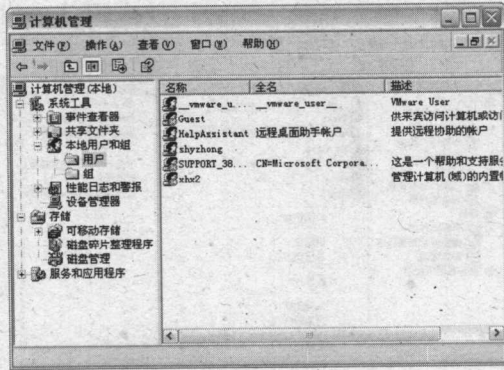 计算机管理
文件(F) 操作(A) 查看(V) 窗口(W) 帮助(H)
计算机管理(本地)
系统工具
事件查看器
共享文件夹
本地用户和组
用户
组
性能日志和警报
设备管理器
存储
可移动存储
磁盘碎片整理程序
磁盘管理
服务和应用程序
名称 全名 描述
__vmware_u... __vmware_user__ VMware User
Guest 供来宾访问计算机或访
HelpAssistant 远程桌面助手帐户 提供远程协助的帐户
shyzhong
SUPPORT_38... CN=Microsoft Corpora... 这是一个帮助和支持服
xhx2 管理计算机(域)的内置